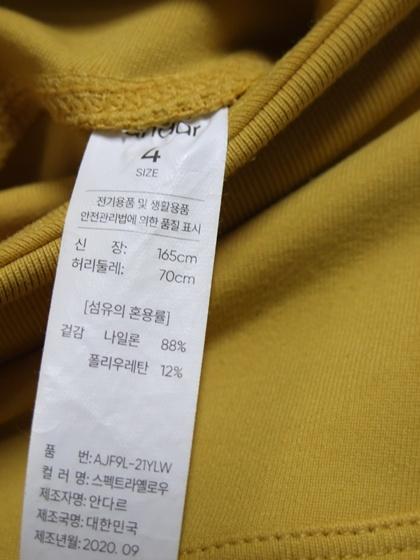 andar
4
SIZE
전기용품 및 생활용품
안전관리법에 의한 품질 표시
신 장: 165cm
허리둘레: 70cm
[섬유의 혼용률]
겉감 나일론 88%
폴리우레탄 12%
품 번: AJF9L-21YLW
컬 러 명: 스펙트라옐로우
제조자명: 안다르
제조국명: 대한민국
제조년월: 2020. 09